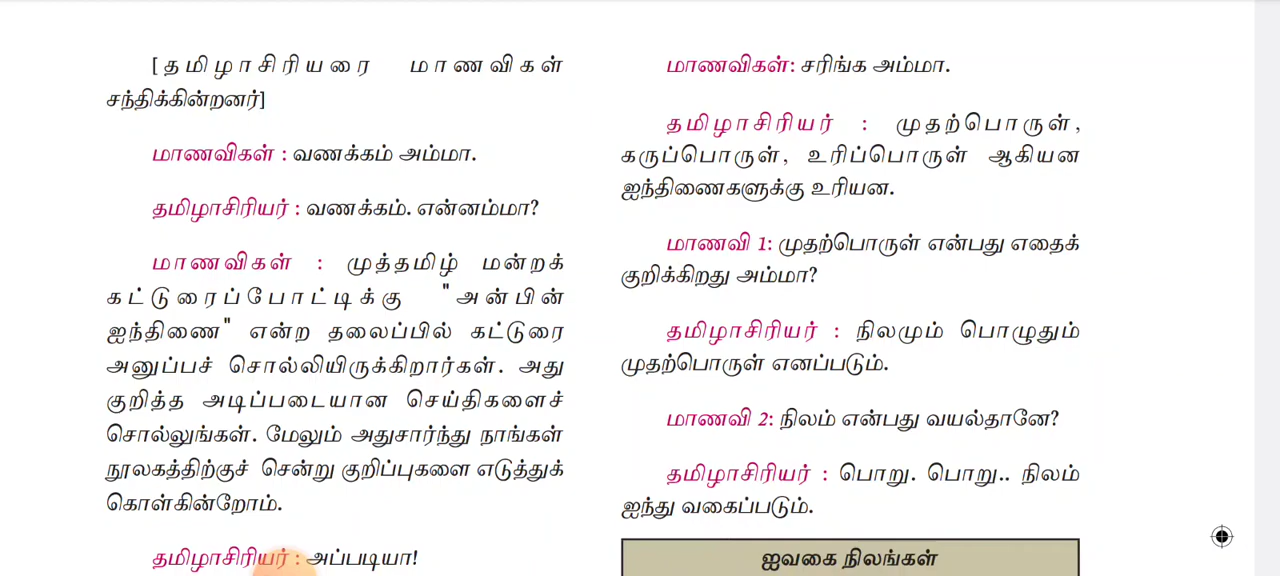 [தமிழாசிரியரை மாணவிகள்
சந்திக்கின்றனர்]
மாணவிகள் : வணக்கம் அம்மா.
தமிழாசிரியர் : வணக்கம். என்னம்மா?
மாணவிகள் : முத்தமிழ் மன்றக்
கட்டுரைப்போட்டிக்கு "அன்பின்
ஐந்திணை" என்ற தலைப்பில் கட்டுரை
அனுப்பச் சொல்லியிருக்கிறார்கள். அது
குறித்த அடிப்படையான செய்திகளைச்
சொல்லுங்கள். மேலும் அதுசார்ந்து நாங்கள்
நூலகத்திற்குச் சென்று குறிப்புகளை எடுத்துக்
கொள்கின்றோம்.
தமிழாசிரியர் : அப்படியா!
மாணவிகள்: சரிங்க அம்மா.
தமிழாசிரியர் : முதற்பொருள்,
கருப்பொருள், உரிப்பொருள் ஆகியன
ஐந்திணைகளுக்கு உரியன.
மாணவி 1: முதற்பொருள் என்பது எதைக்
குறிக்கிறது அம்மா?
தமிழாசிரியர் : நிலமும் பொழுதும்
முதற்பொருள் எனப்படும்.
மாணவி 2: நிலம் என்பது வயல்தானே?
தமிழாசிரியர் : பொறு. பொறு.. நிலம்
ஐந்து வகைப்படும்.
ஐவகை நிலங்கள்